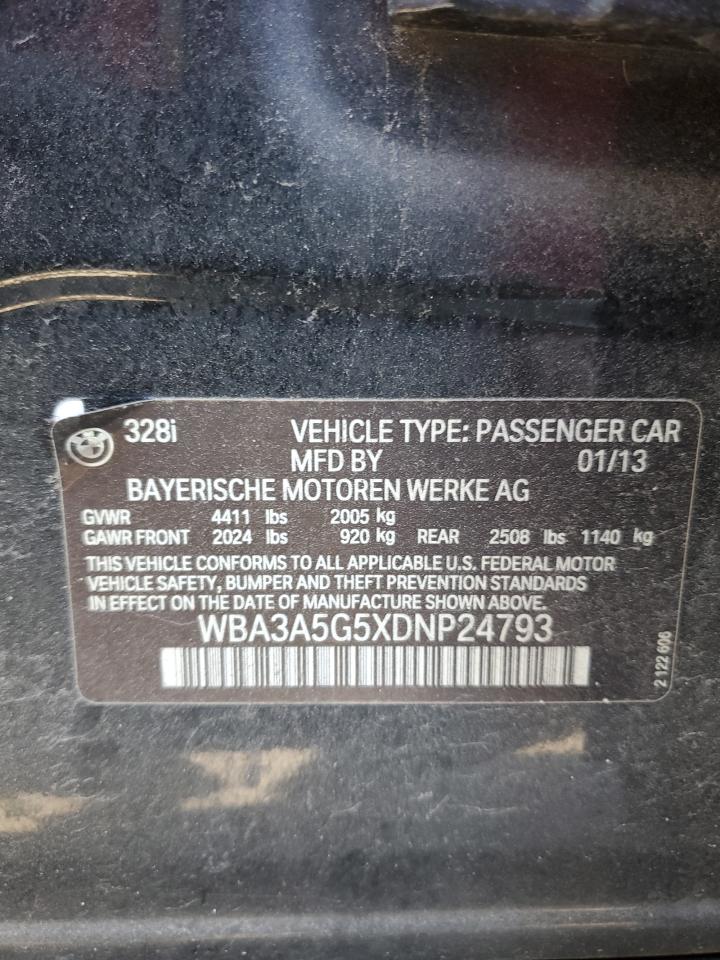 328i VEHICLE TYPE: PASSENGER CAR
MFD BY 01/13
BAYERISCHE MOTOREN WERKE AG
GVWR 4411 lbs 2005 kg
GAWR FRONT 2024 lbs 920 kg REAR 2508 lbs 1140 kg
THIS VEHICLE CONFORMS TO ALL APPLICABLE U.S. FEDERAL MOTOR
VEHICLE SAFETY, BUMPER AND THEFT PREVENTION STANDARDS
IN EFFECT ON THE DATE OF MANUFACTURE SHOWN ABOVE.
WBA3A5G5XDNP24793
2 122 606